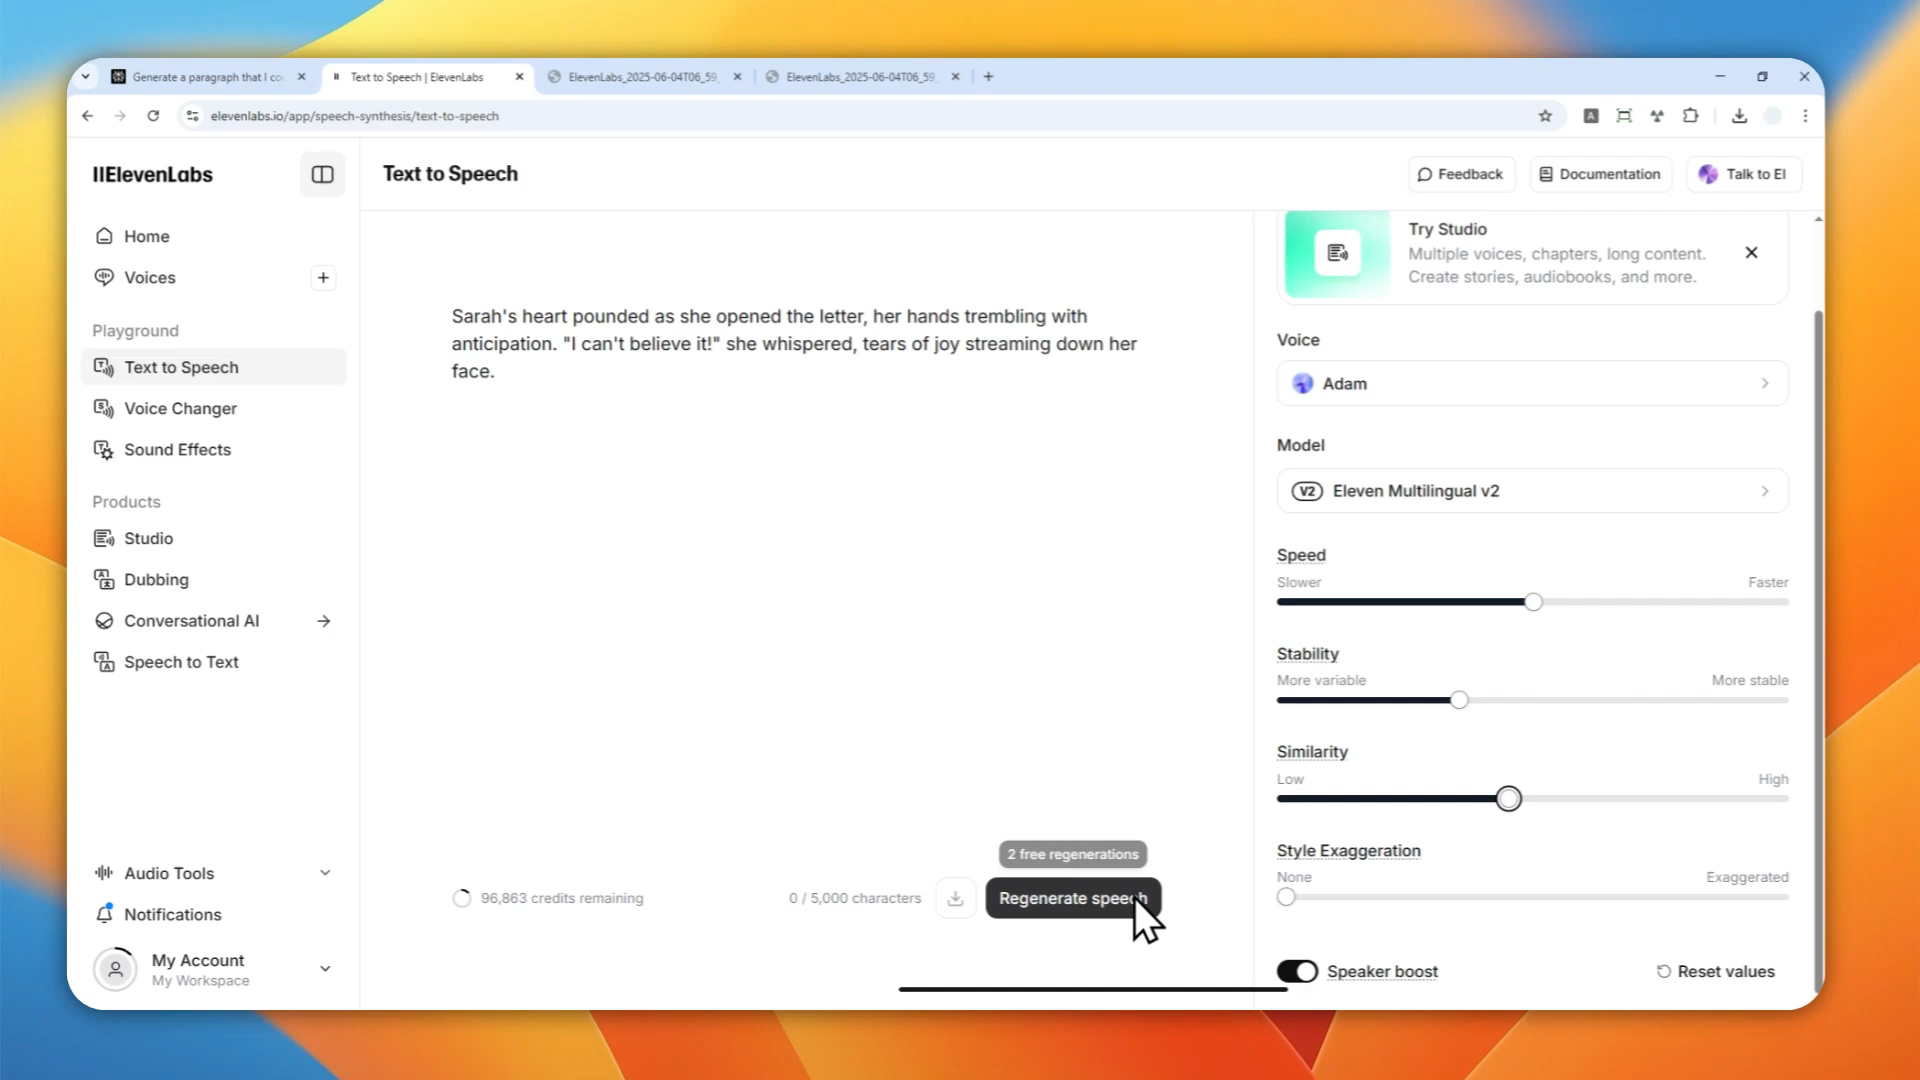 Generate a paragraph that I co
Text to Speech | ElevenLabs
ElevenLabs_2025-06-04T06_59_
ElevenLabs_2025-06-04T06_59_
elevenlabs.io/app/speech-synthesis/text-to-speech
IIElevenLabs
Text to Speech
Feedback
Documentation
Talk to El
Home
Voices
Playground
Text to Speech
Voice Changer
Sound Effects
Products
Studio
Dubbing
Conversational AI
Speech to Text
Audio Tools
Notifications
My Account
My Workspace
Sarah's heart pounded as she opened the letter, her hands trembling with
anticipation. "I can't believe it!" she whispered, tears of joy streaming down her
face.
2 free regenerations
96,863 credits remaining
0 / 5,000 characters
Regenerate speech
Try Studio
Multiple voices, chapters, long content.
Create stories, audiobooks, and more.
Voice
Adam
Model
V2 Eleven Multilingual v2
Speed
Slower Faster
Stability
More variable More stable
Similarity
Low High
Style Exaggeration
None Exaggerated
Speaker boost
Reset values